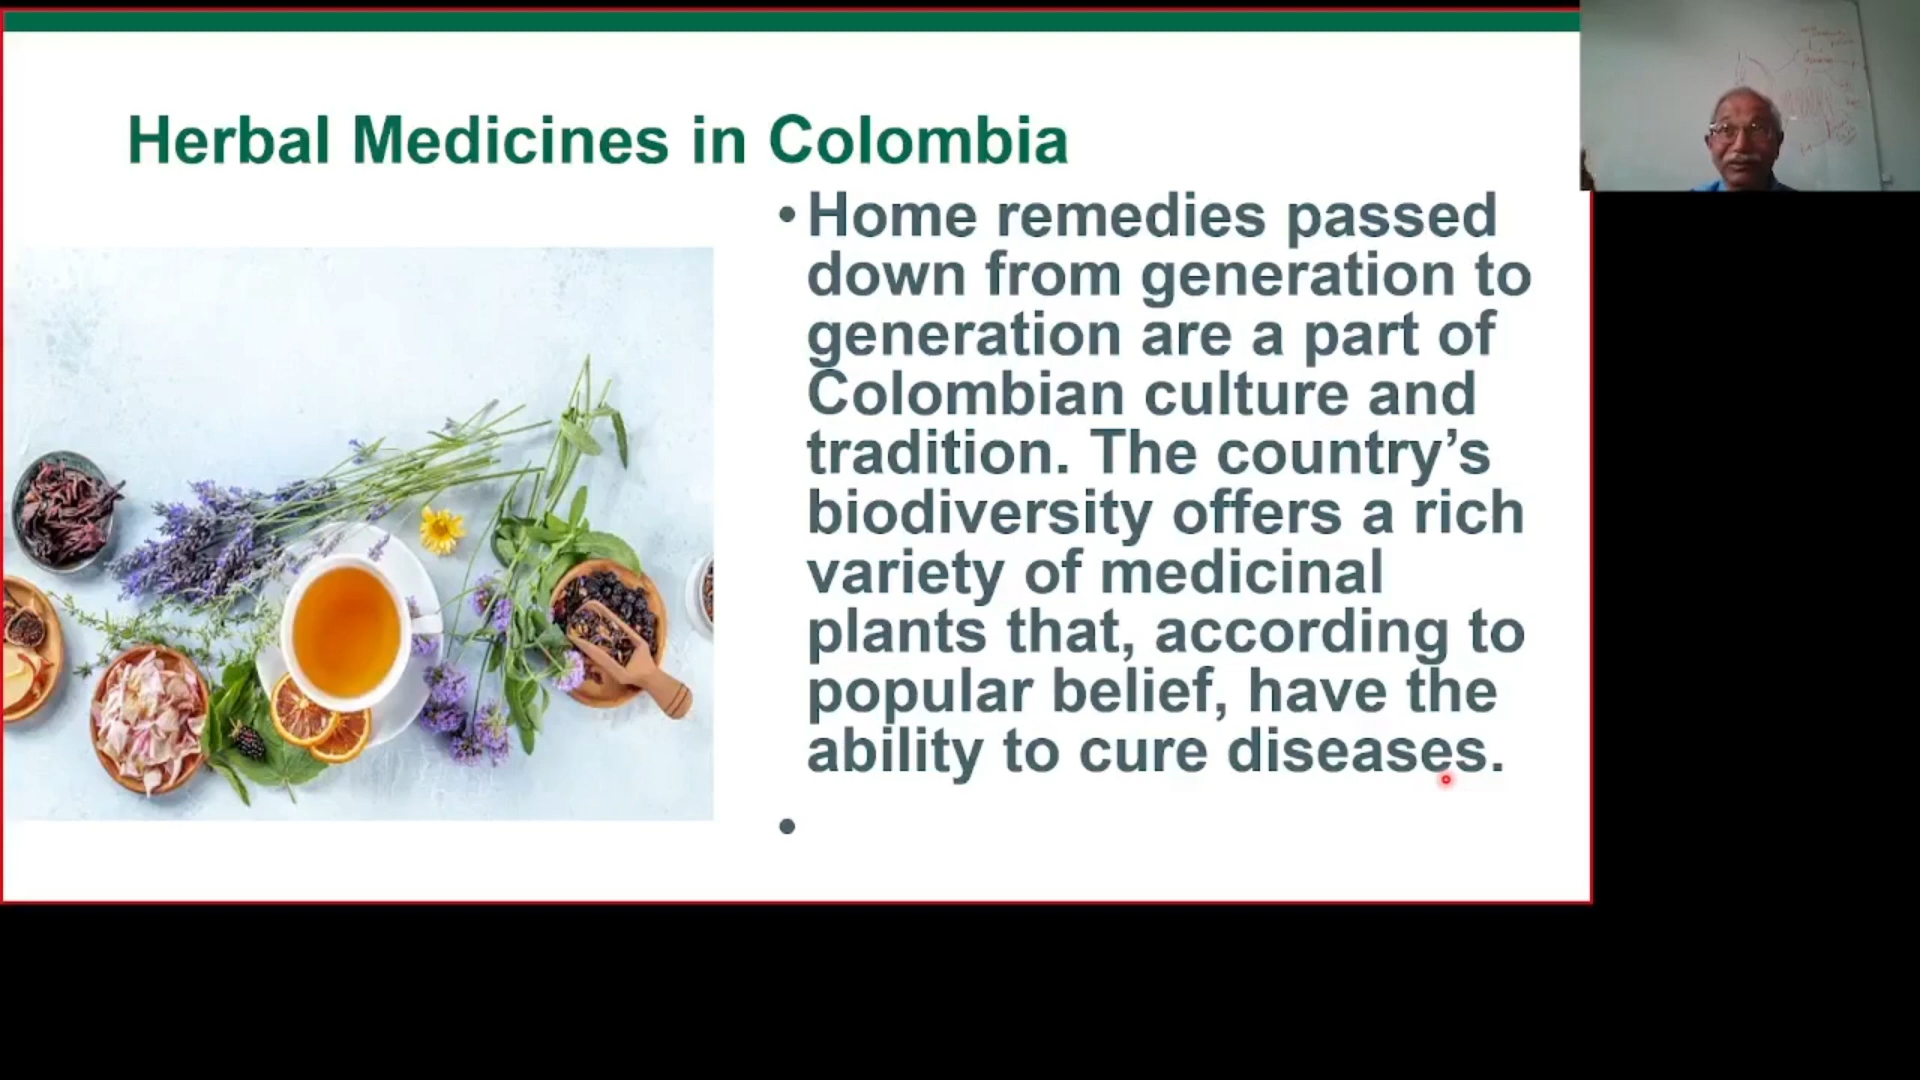 Herbal Medicines in Colombia
• Home remedies passed
down from generation to
generation are a part of
Colombian culture and
tradition. The country’s
biodiversity offers a rich
variety of medicinal
plants that, according to
popular belief, have the
ability to cure diseases.
•